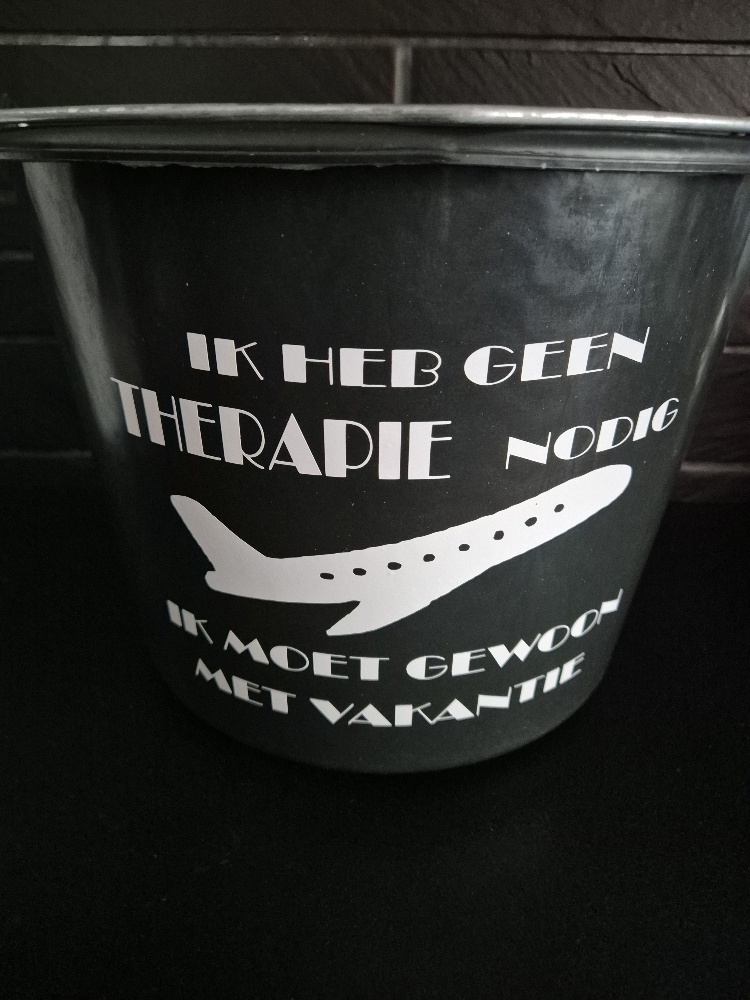 IK HEB GEEN
THERAPIE NODIG
IK MOET GEWOON
MET VAKANTIE